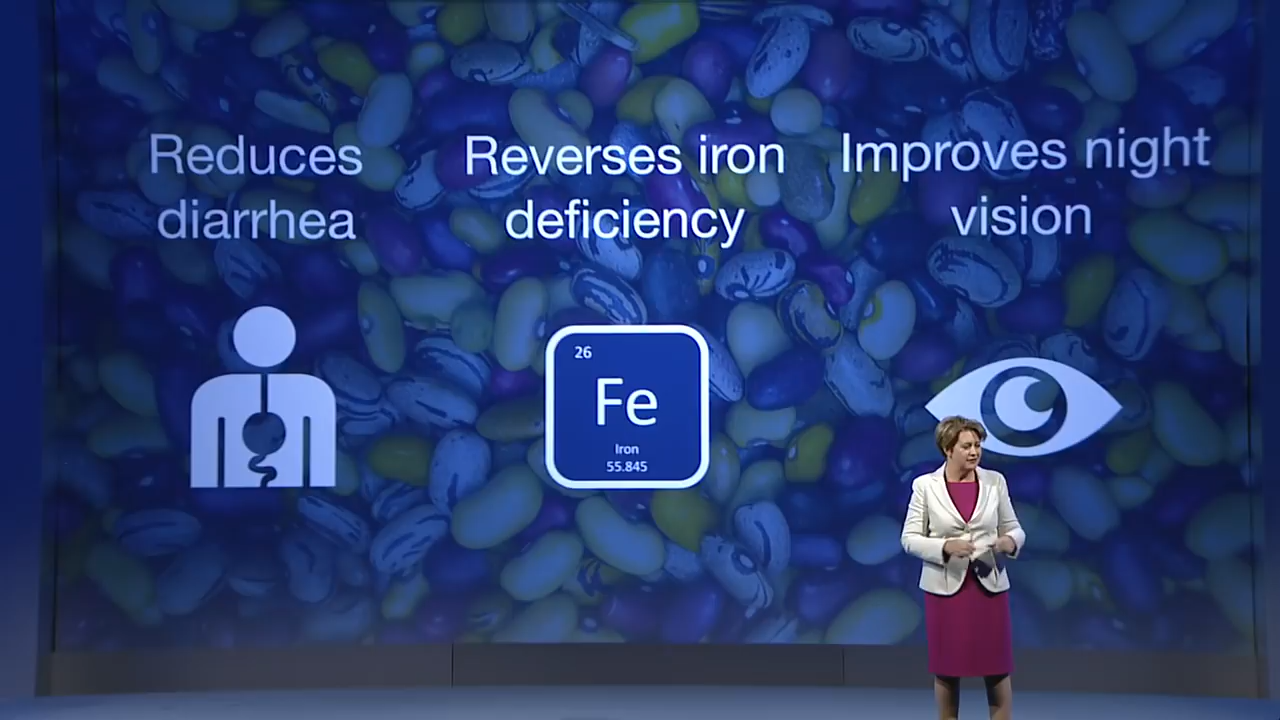 Reduces
diarrhea
Reverses iron
deficiency
Improves night
vision
26
Fe
Iron
55.845